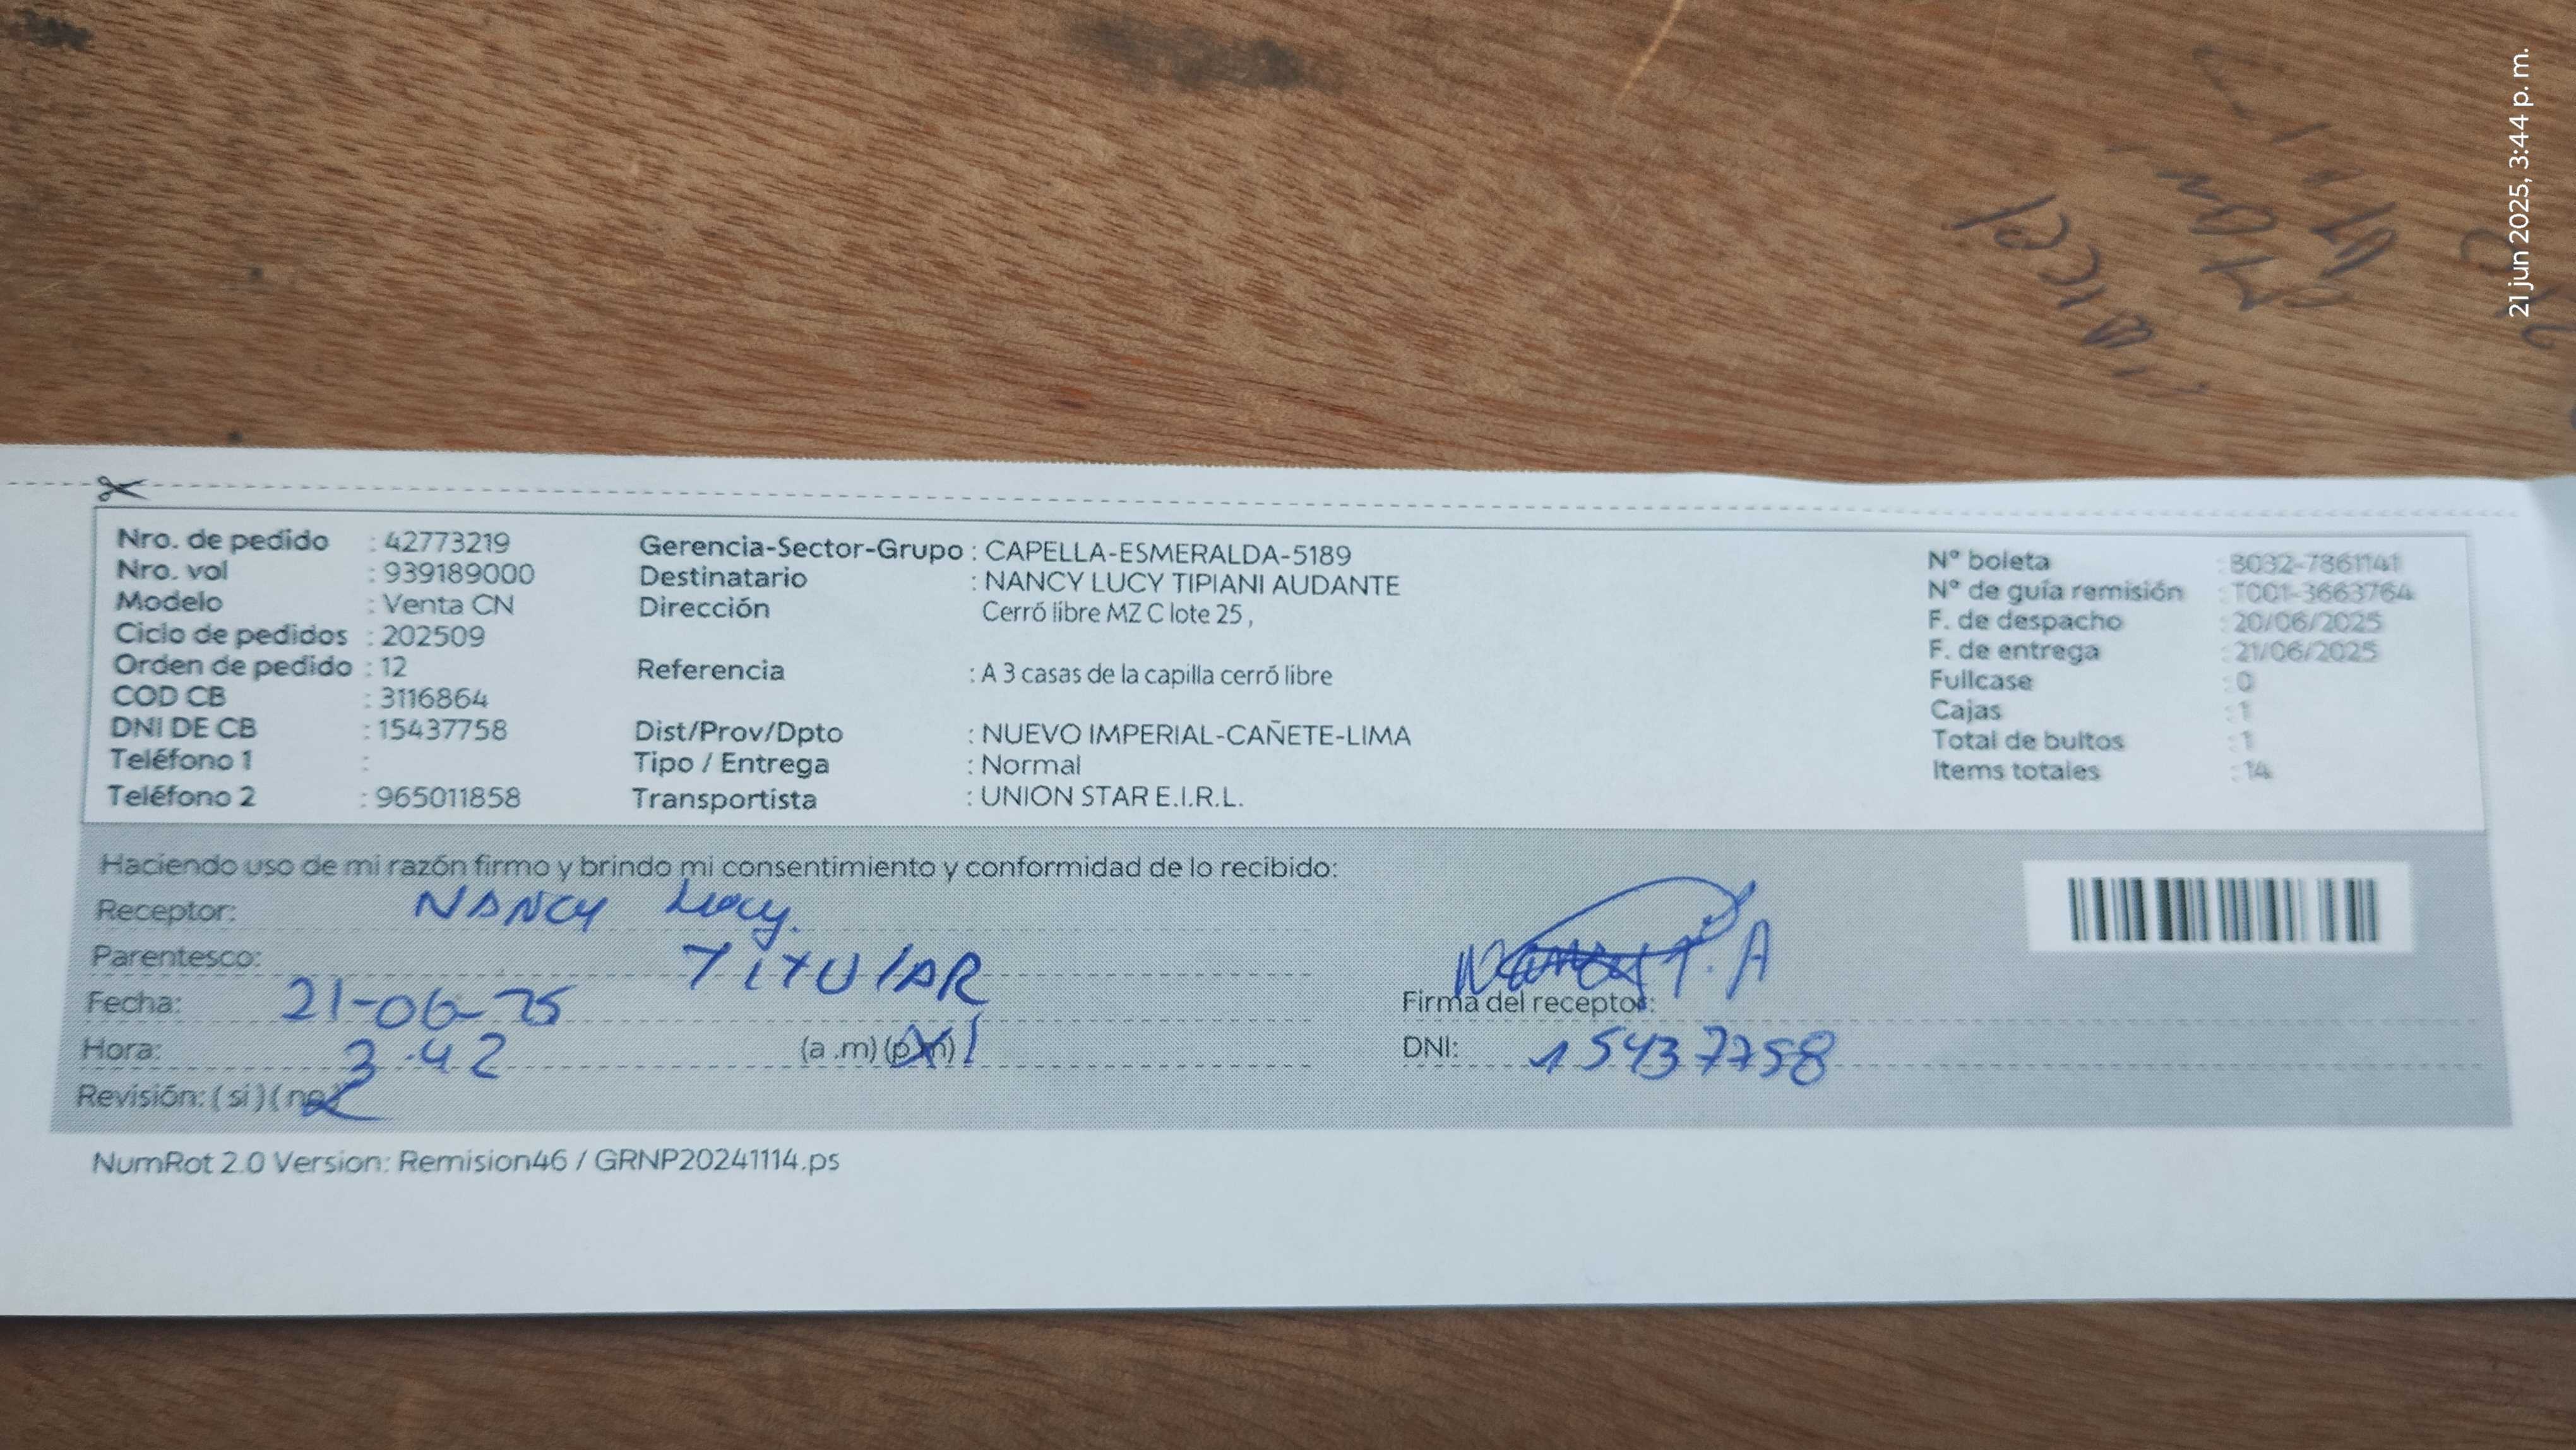 21 jun 2025, 3:44 p. m.
Nro. de pedido : 42773219
Nro. vol : 939189000
Modelo : Venta CN
Ciclo de pedidos : 202509
Orden de pedido : 12
COD CB : 3116864
DNI DE CB : 15437758
Teléfono 1 :
Teléfono 2 : 965011858
Gerencia-Sector-Grupo : CAPELLA-ESMERALDA-5189
Destinatario : NANCY LUCY TIPIANI AUDANTE
Dirección Cerró libre MZ C lote 25 ,
Referencia : A 3 casas de la capilla cerró libre
Dist/Prov/Dpto : NUEVO IMPERIAL-CAÑETE-LIMA
Tipo / Entrega : Normal
Transportista : UNION STAR E.I.R.L.
N° boleta : B032-7861141
N° de guía remisión : T001-3663764
F. de despacho : 20/06/2025
F. de entrega : 21/06/2025
Fullcase : 0
Cajas : 1
Total de bultos : 1
Items totales : 14
Haciendo uso de mi razón firmo y brindo mi consentimiento y conformidad de lo recibido:
Receptor: NANCY Lucy.
Parentesco: TITULAR
Fecha: 21-06-25
Hora: 3.42 (a .m) (p.m)
Revisión: ( si ) ( no )
T. A
Firma del receptor:
DNI: 15437758
NumRot 2.0 Version: Remision46 / GRNP20241114.ps